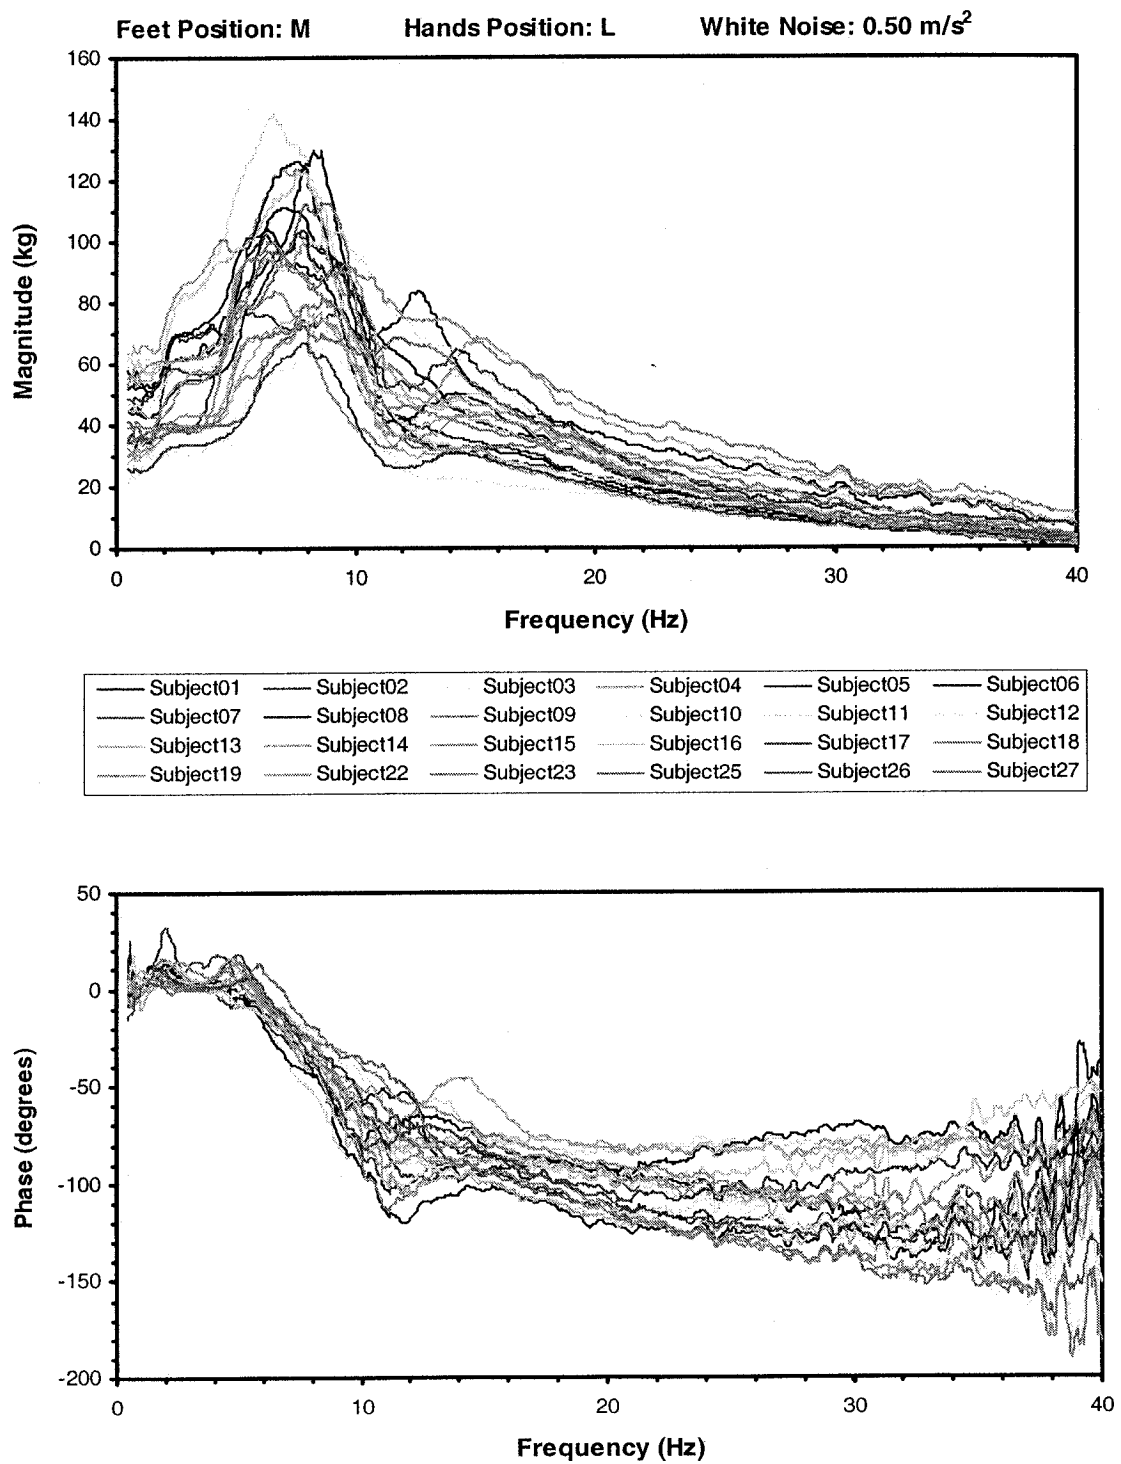 Feet Position: M Hands Position: L White Noise: 0.50 m/s²
160
140
120
100
80
60
40
20
0
Magnitude (kg)
0 10 20 30 40
Frequency (Hz)
Subject01 Subject02 Subject03 Subject04 Subject05 Subject06
Subject07 Subject08 Subject09 Subject10 Subject11 Subject12
Subject13 Subject14 Subject15 Subject16 Subject17 Subject18
Subject19 Subject22 Subject23 Subject25 Subject26 Subject27
50
0
-50
-100
-150
-200
Phase (degrees)
0 10 20 30 40
Frequency (Hz)